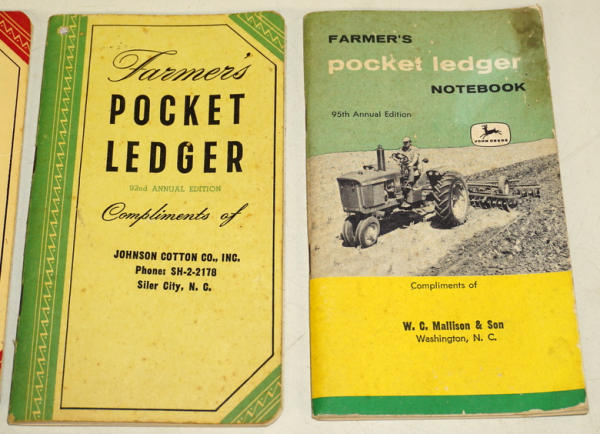 Farmer's
POCKET
LEDGER
92nd ANNUAL EDITION
Compliments of
JOHNSON COTTON CO., INC.
Phone: SH-2-2178
Siler City, N. C.
FARMER'S
pocket ledger
NOTEBOOK
95th Annual Edition
JOHN DEERE
Compliments of
W. C. Mallison & Son
Washington, N. C.